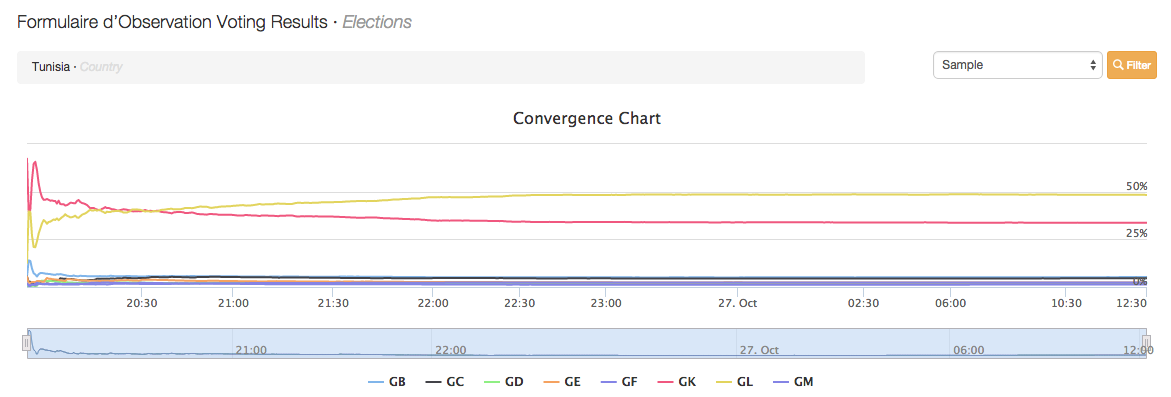 Formulaire d'Observation Voting Results · Elections
Tunisia · Country
Sample
Filter
Convergence Chart
50%
25%
0%
20:30 21:00 21:30 22:00 22:30 23:00 27. Oct 02:30 06:00 10:30 12:30
21:00 22:00 27. Oct 06:00 12:00
GB GC GD GE GF GK GL GM